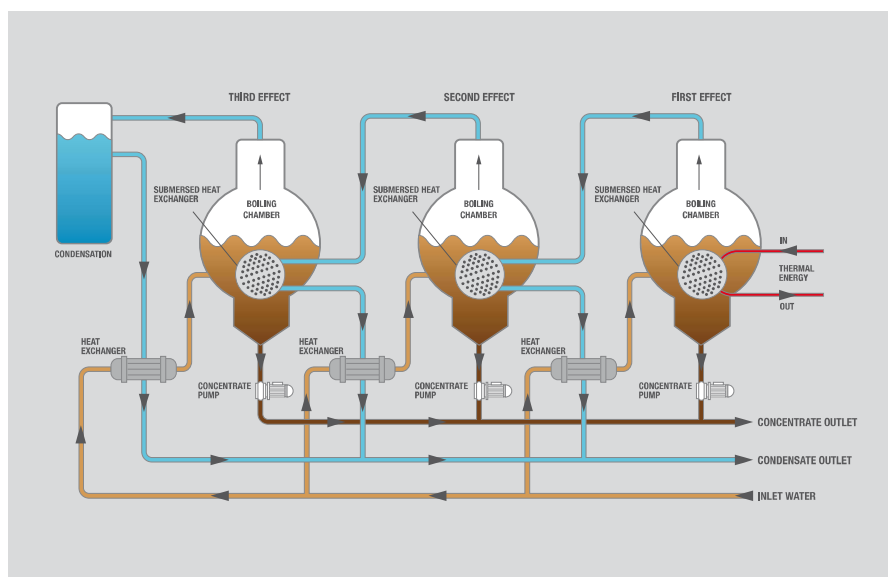 THIRD EFFECT
SECOND EFFECT
FIRST EFFECT
SUBMERSED HEAT
EXCHANGER
BOILING
CHAMBER
SUBMERSED HEAT
EXCHANGER
BOILING
CHAMBER
SUBMERSED HEAT
EXCHANGER
BOILING
CHAMBER
CONDENSATION
IN
THERMAL
ENERGY
OUT
HEAT
EXCHANGER
HEAT
EXCHANGER
HEAT
EXCHANGER
CONCENTRATE
PUMP
CONCENTRATE
PUMP
CONCENTRATE
PUMP
CONCENTRATE OUTLET
CONDENSATE OUTLET
INLET WATER